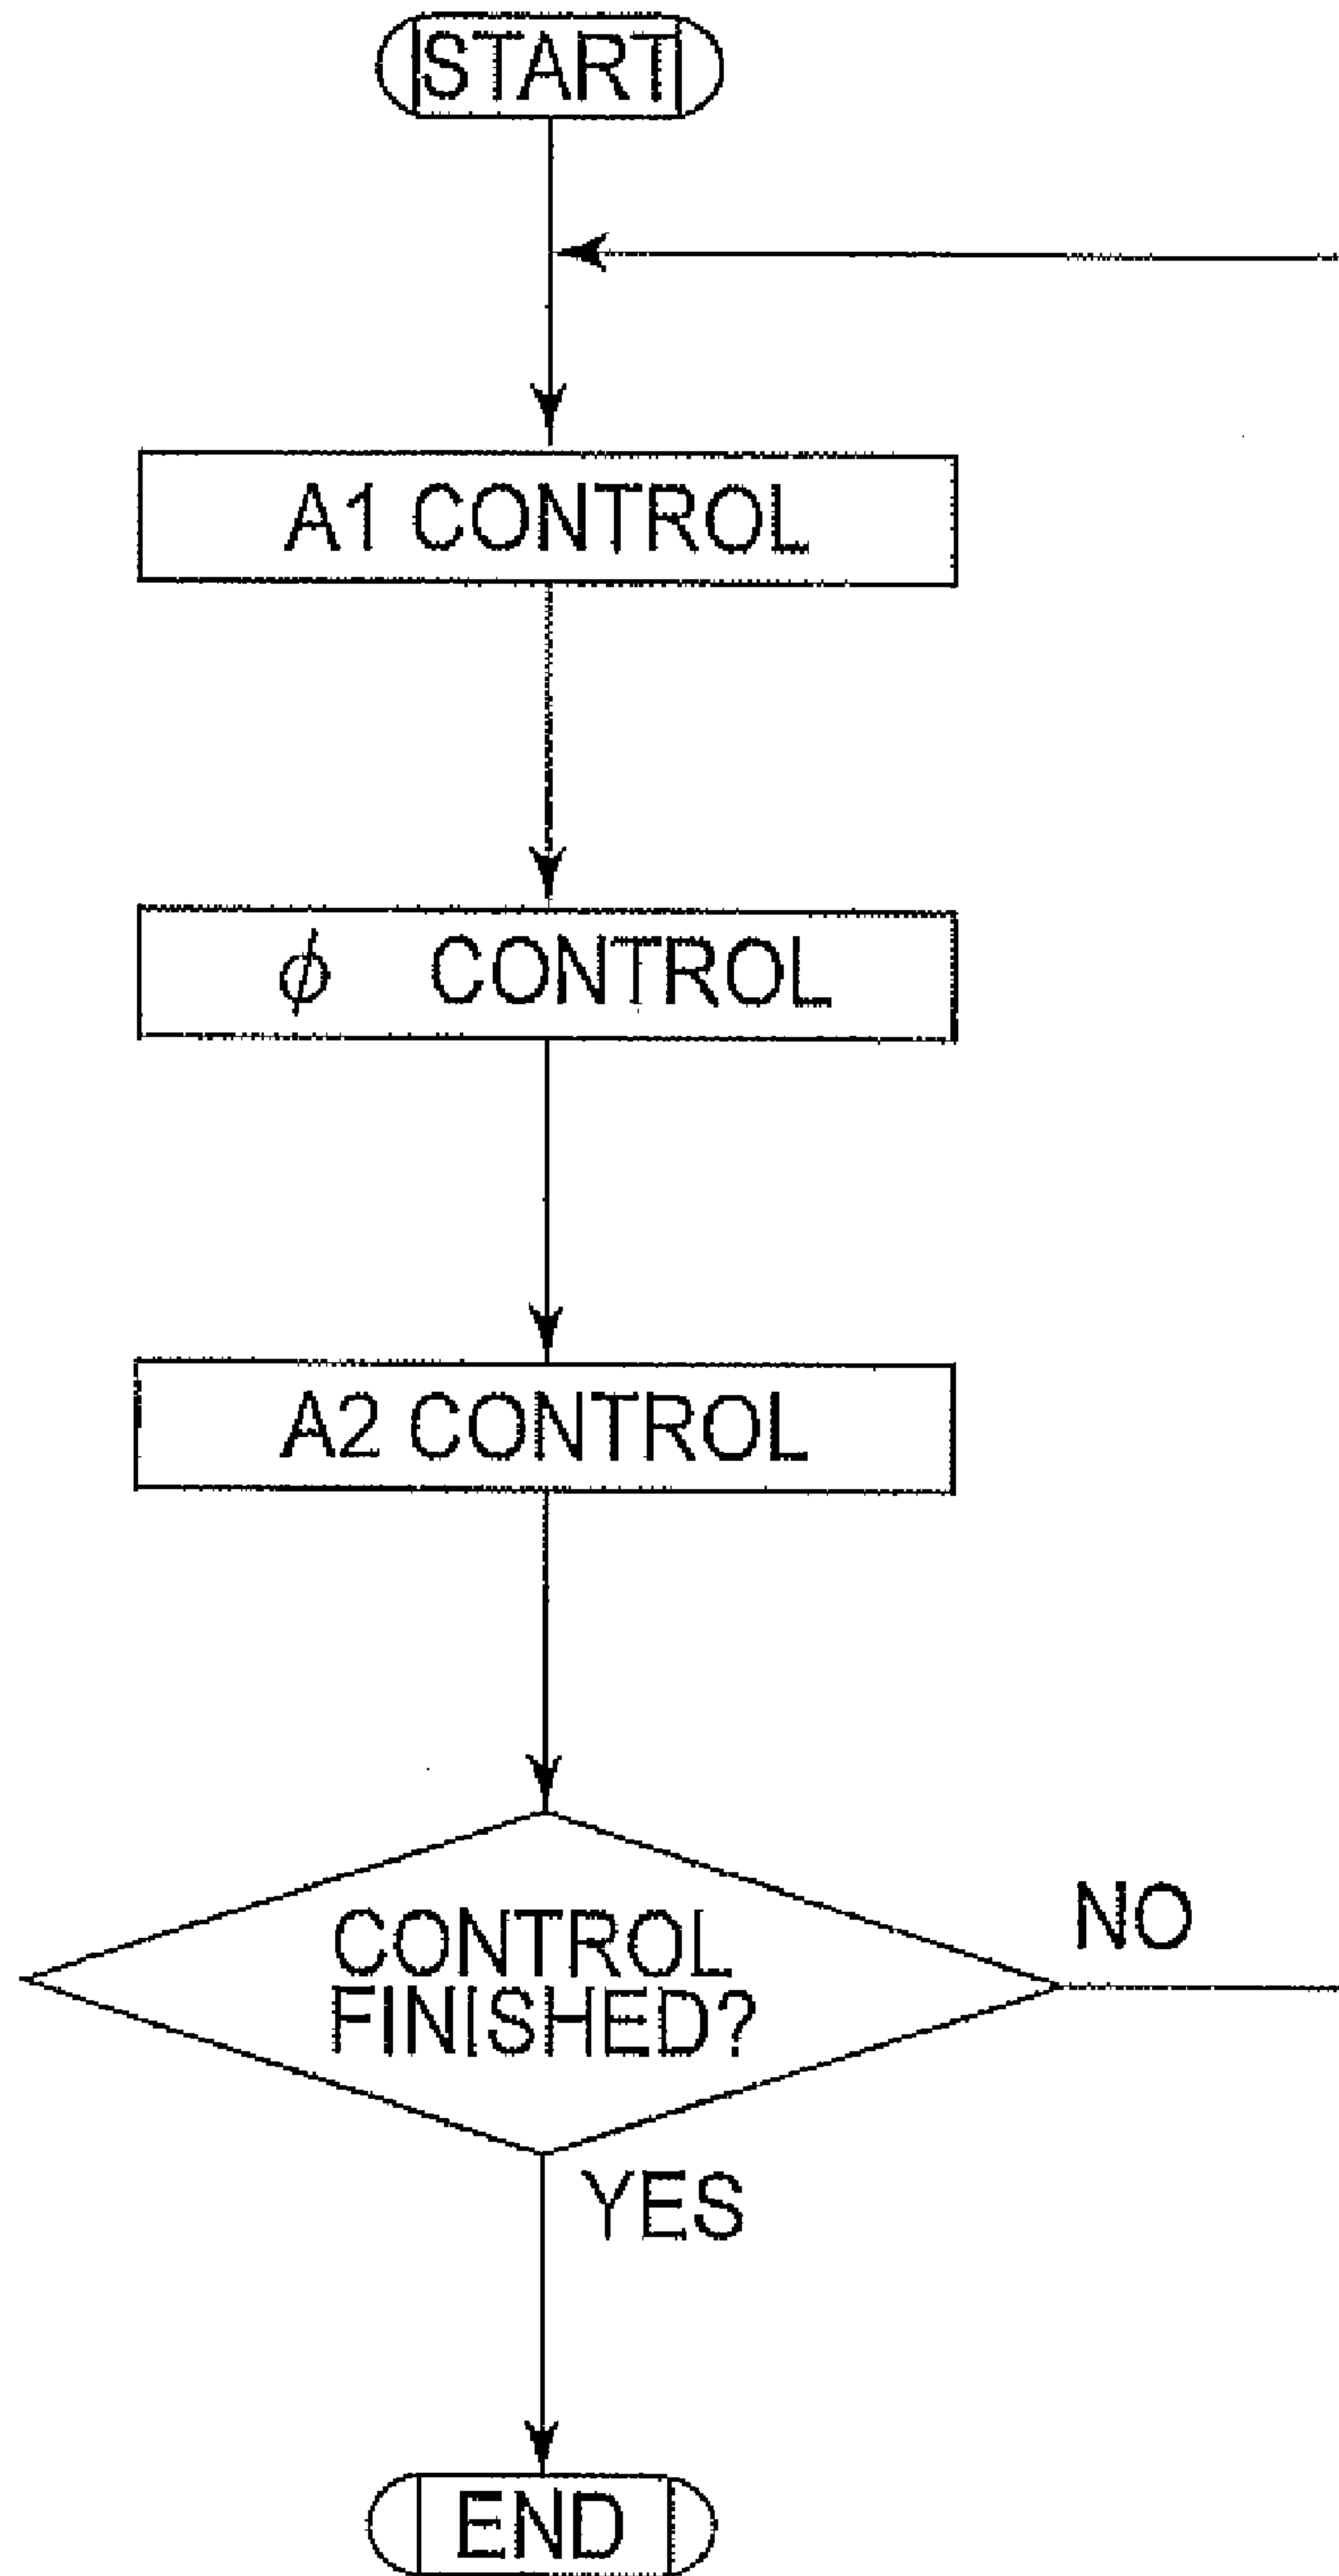 START
A1 CONTROL
ϕ CONTROL
A2 CONTROL
CONTROL
FINISHED?
NO
YES
END